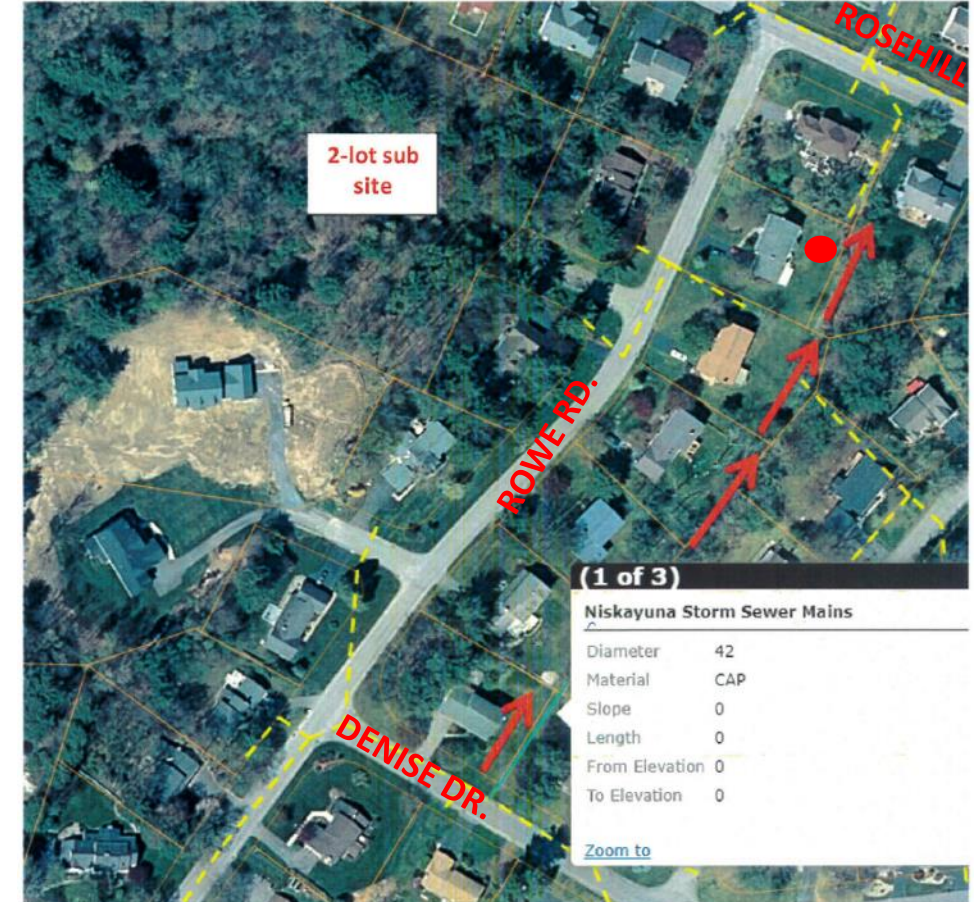 ROSEHILL
2-lot sub
site
ROWE RD.
DENISE DR.
(1 of 3)
Niskayuna Storm Sewer Mains
Diameter 42
Material CAP
Slope 0
Length 0
From Elevation 0
To Elevation 0
Zoom to